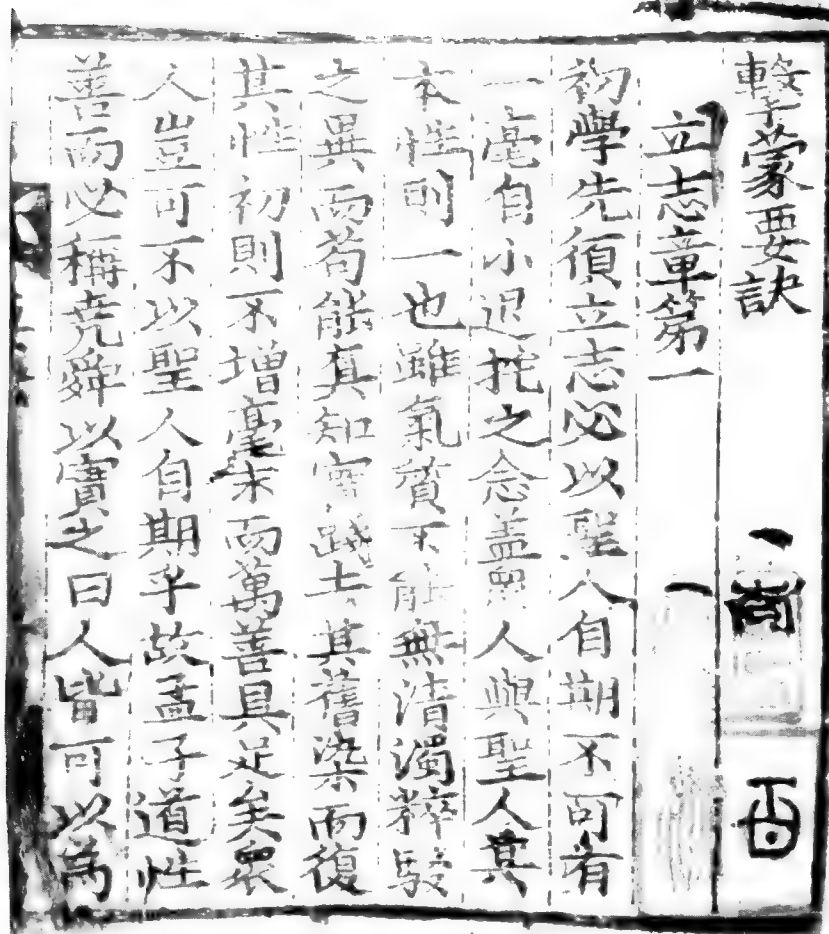 擊蒙要訣
立志章第一
初學先須立志必以聖人自期不可有
一毫自小退托之念盖衆人與聖人其
本性則一也雖氣質不能無清濁粹駁
之異而苟能真知實踐去其舊染而復
其性初則不增毫末而萬善具足矣衆
人豈可不以聖人自期乎故孟子道性
善而必稱堯舜以實之曰人皆可以爲